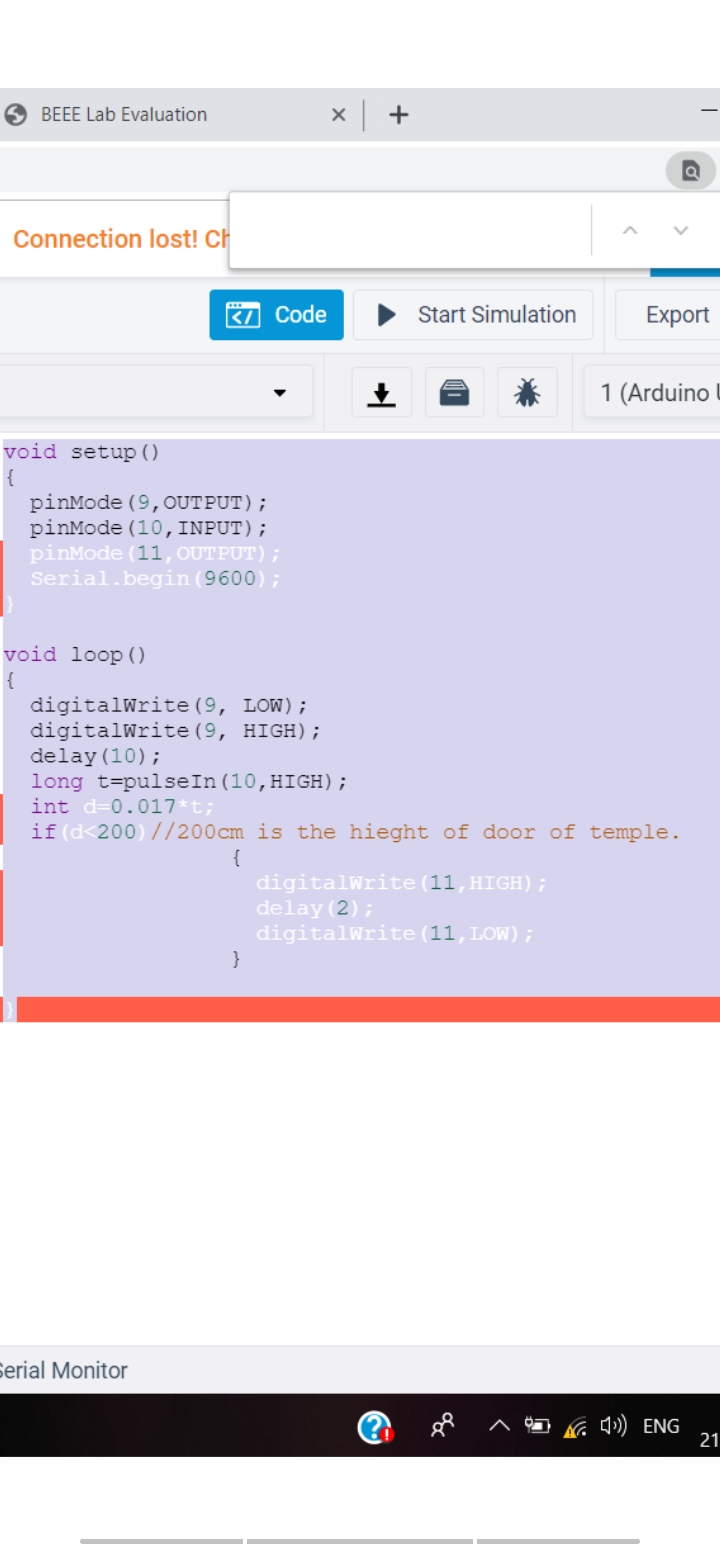 BEEE Lab Evaluation
Connection lost! Ch
Code
Start Simulation
Export
1 (Arduino U
void setup()
{
pinMode(9,OUTPUT);
pinMode(10,INPUT);
pinMode(11,OUTPUT);
Serial.begin(9600);
}
void loop()
{
digitalWrite(9, LOW);
digitalWrite(9, HIGH);
delay(10);
long t=pulseIn(10,HIGH);
int d=0.017*t;
if(d<200)//200cm is the hieght of door of temple.
{
digitalWrite(11,HIGH);
delay(2);
digitalWrite(11,LOW);
}
}
Serial Monitor
ENG
21